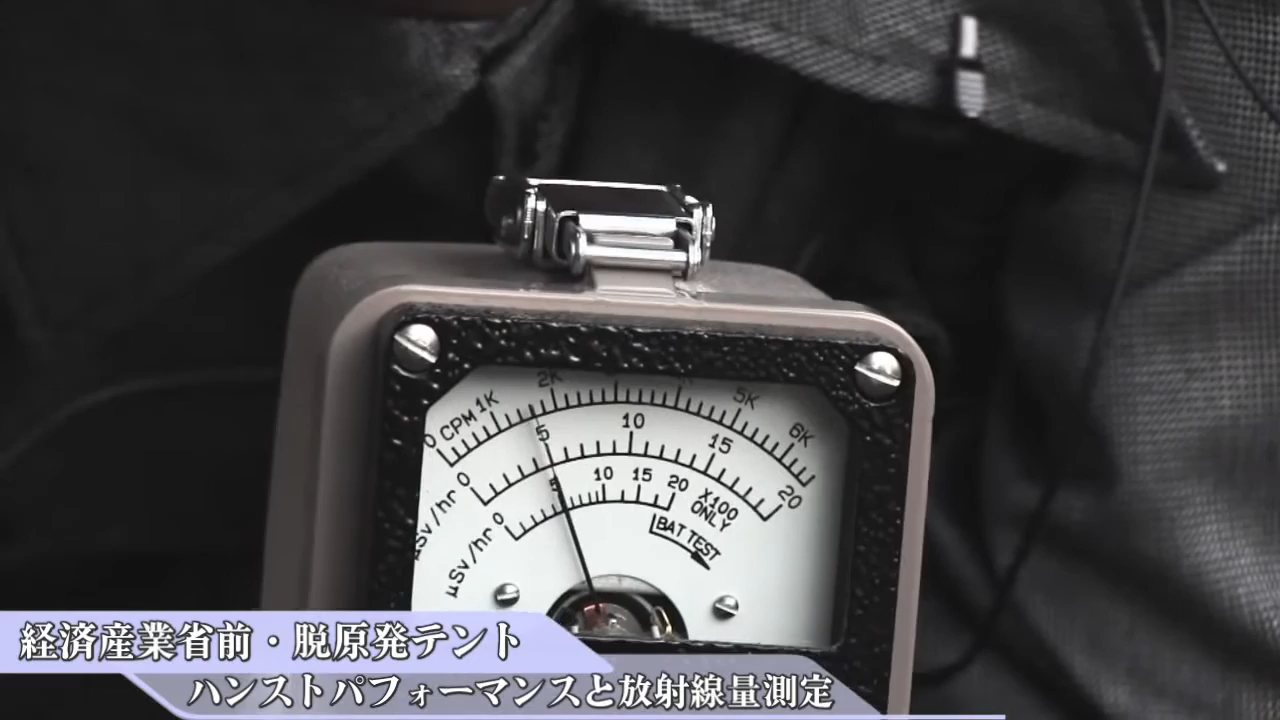 0 CPM 1K 2K 5K 6K
µSv/hr 0 5 10 15 20
µSv/hr 0 5 10 15 20 X100 ONLY
BAT TEST
経済産業省前・脱原発テント
ハンストパフォーマンスと放射線量測定